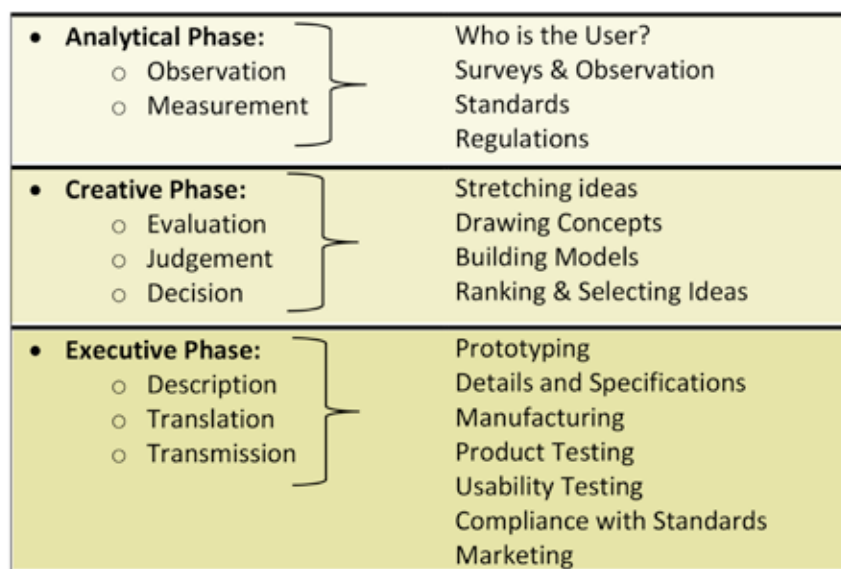 • Analytical Phase:
○ Observation
○ Measurement
Who is the User?
Surveys & Observation
Standards
Regulations
• Creative Phase:
○ Evaluation
○ Judgement
○ Decision
Stretching ideas
Drawing Concepts
Building Models
Ranking & Selecting Ideas
• Executive Phase:
○ Description
○ Translation
○ Transmission
Prototyping
Details and Specifications
Manufacturing
Product Testing
Usability Testing
Compliance with Standards
Marketing